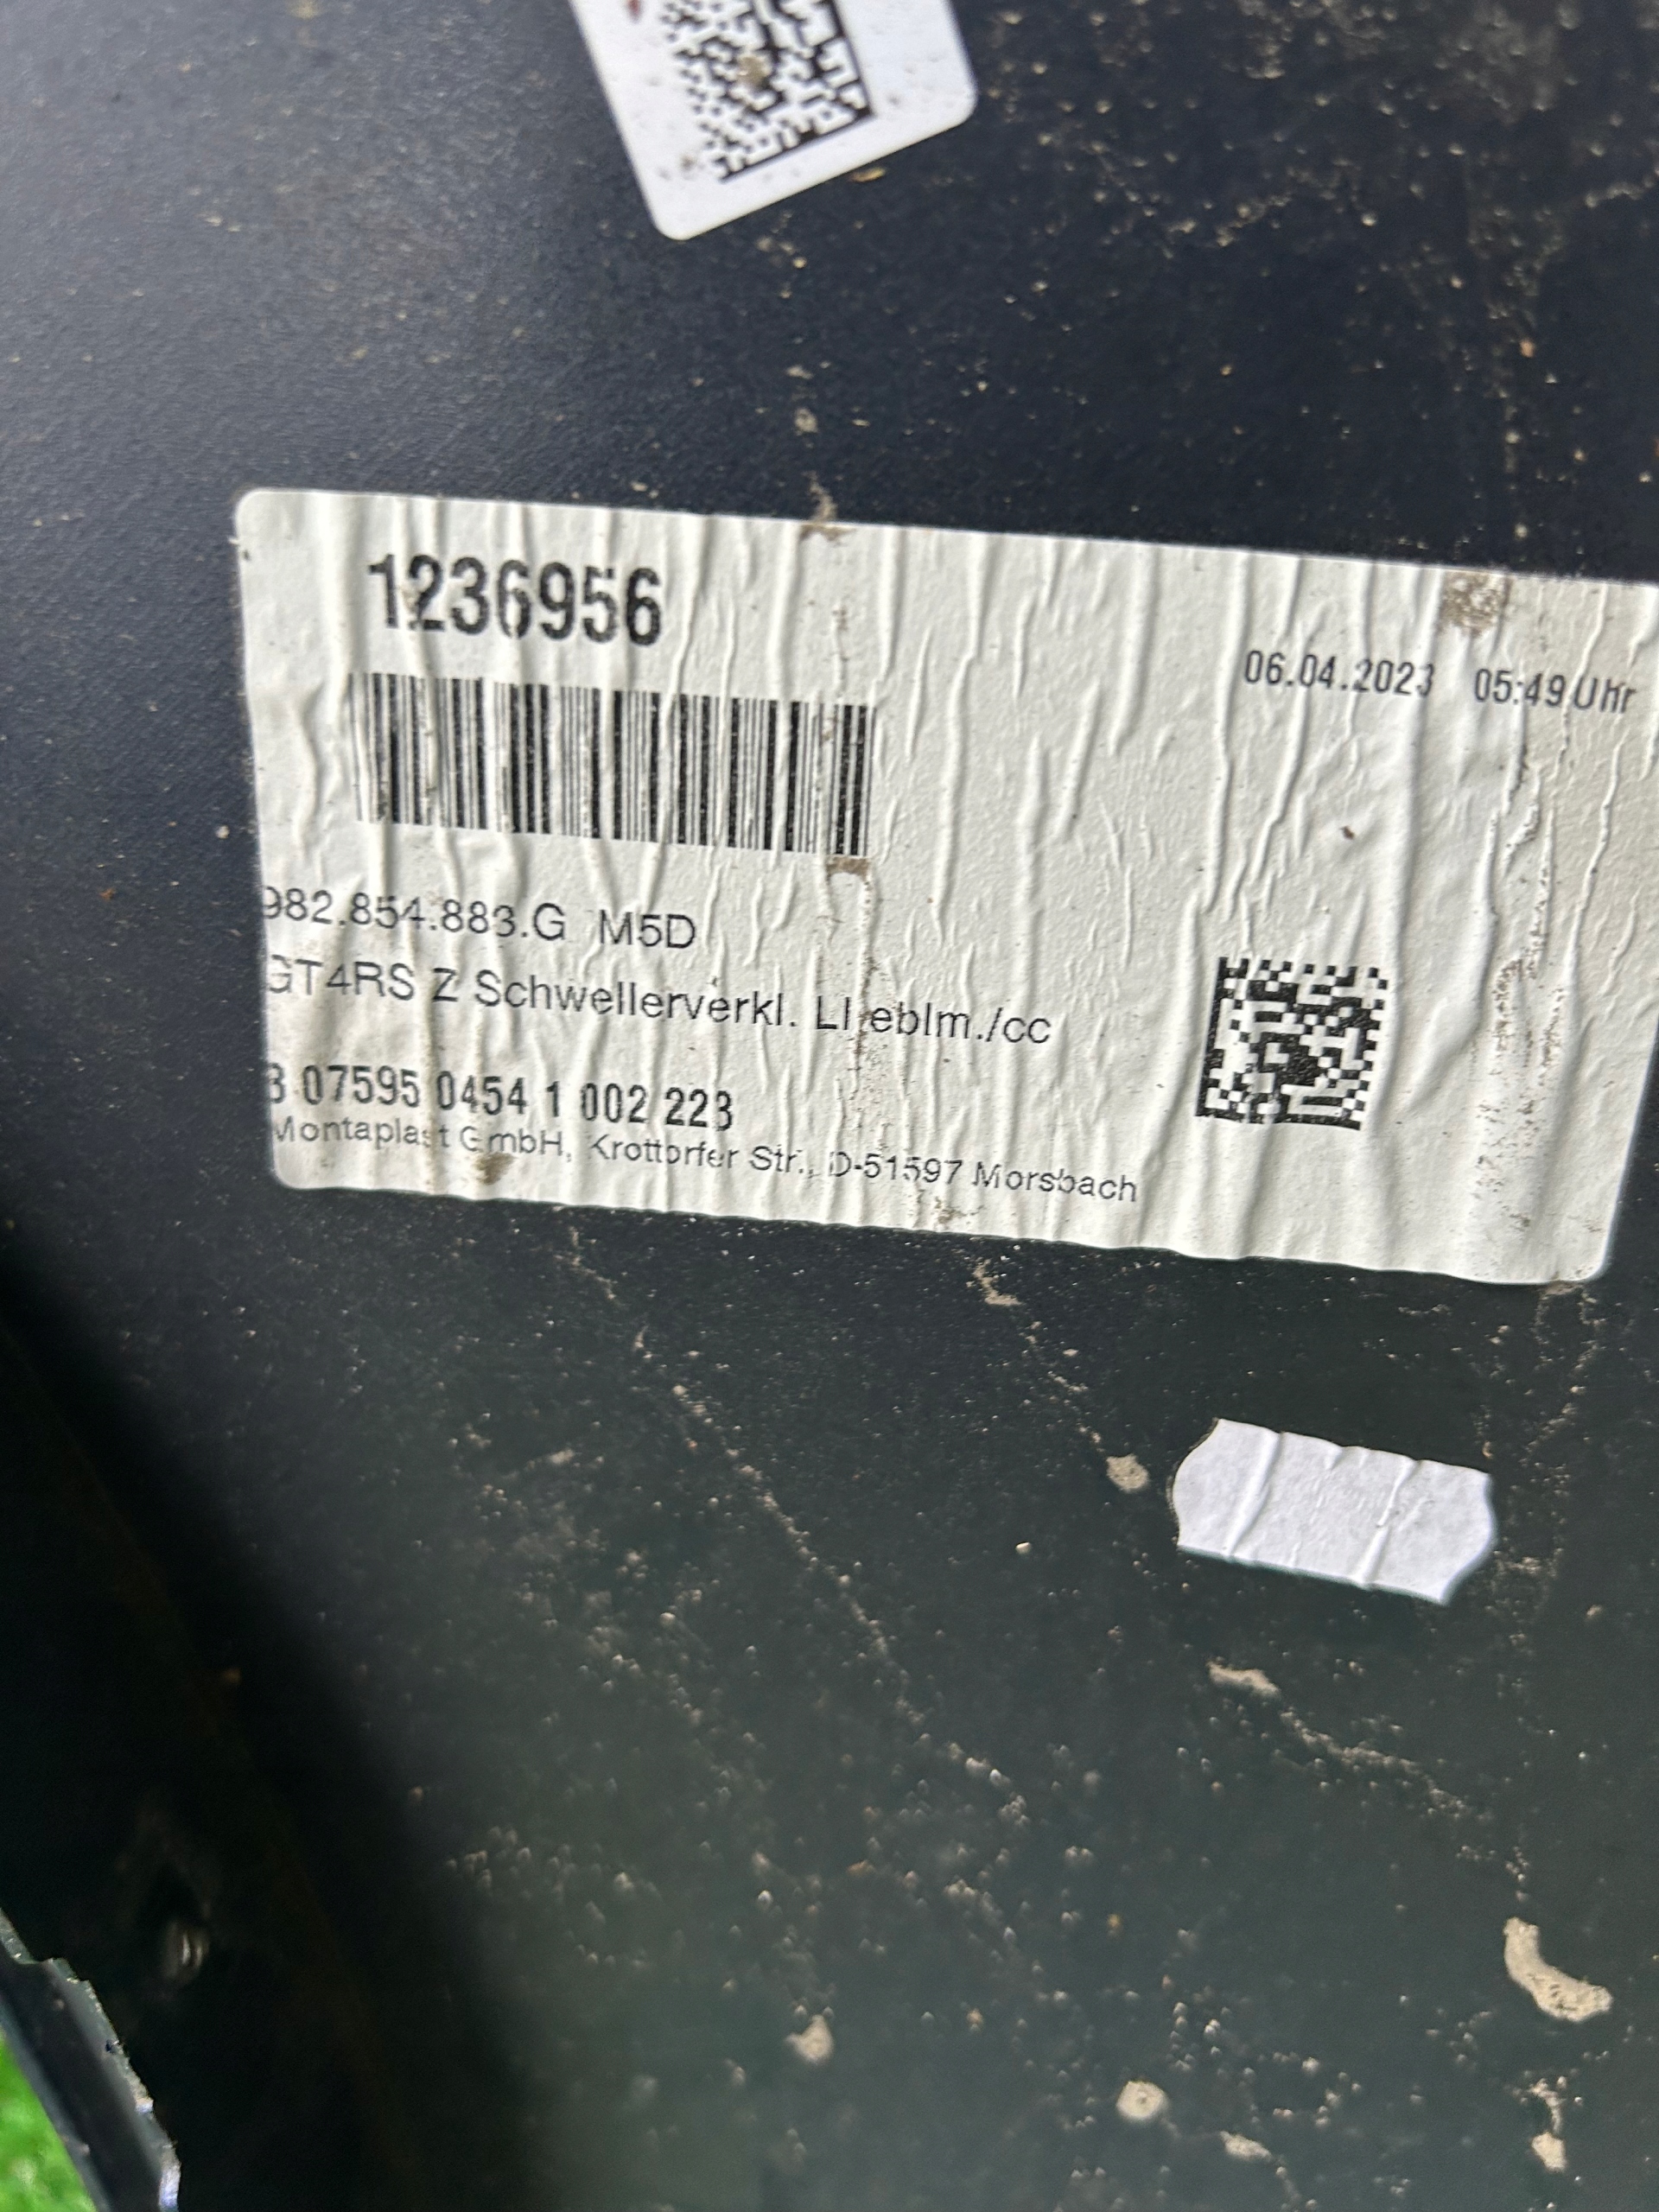 1236956
06.04.2023 05:49 Uhr
982.854.883.G M5D
GT4RS Z Schwellerverkl. LI eblm./cc
3 07595 0454 1 002 223
Montaplast GmbH, Krottorfer Str., D-51597 Morsbach